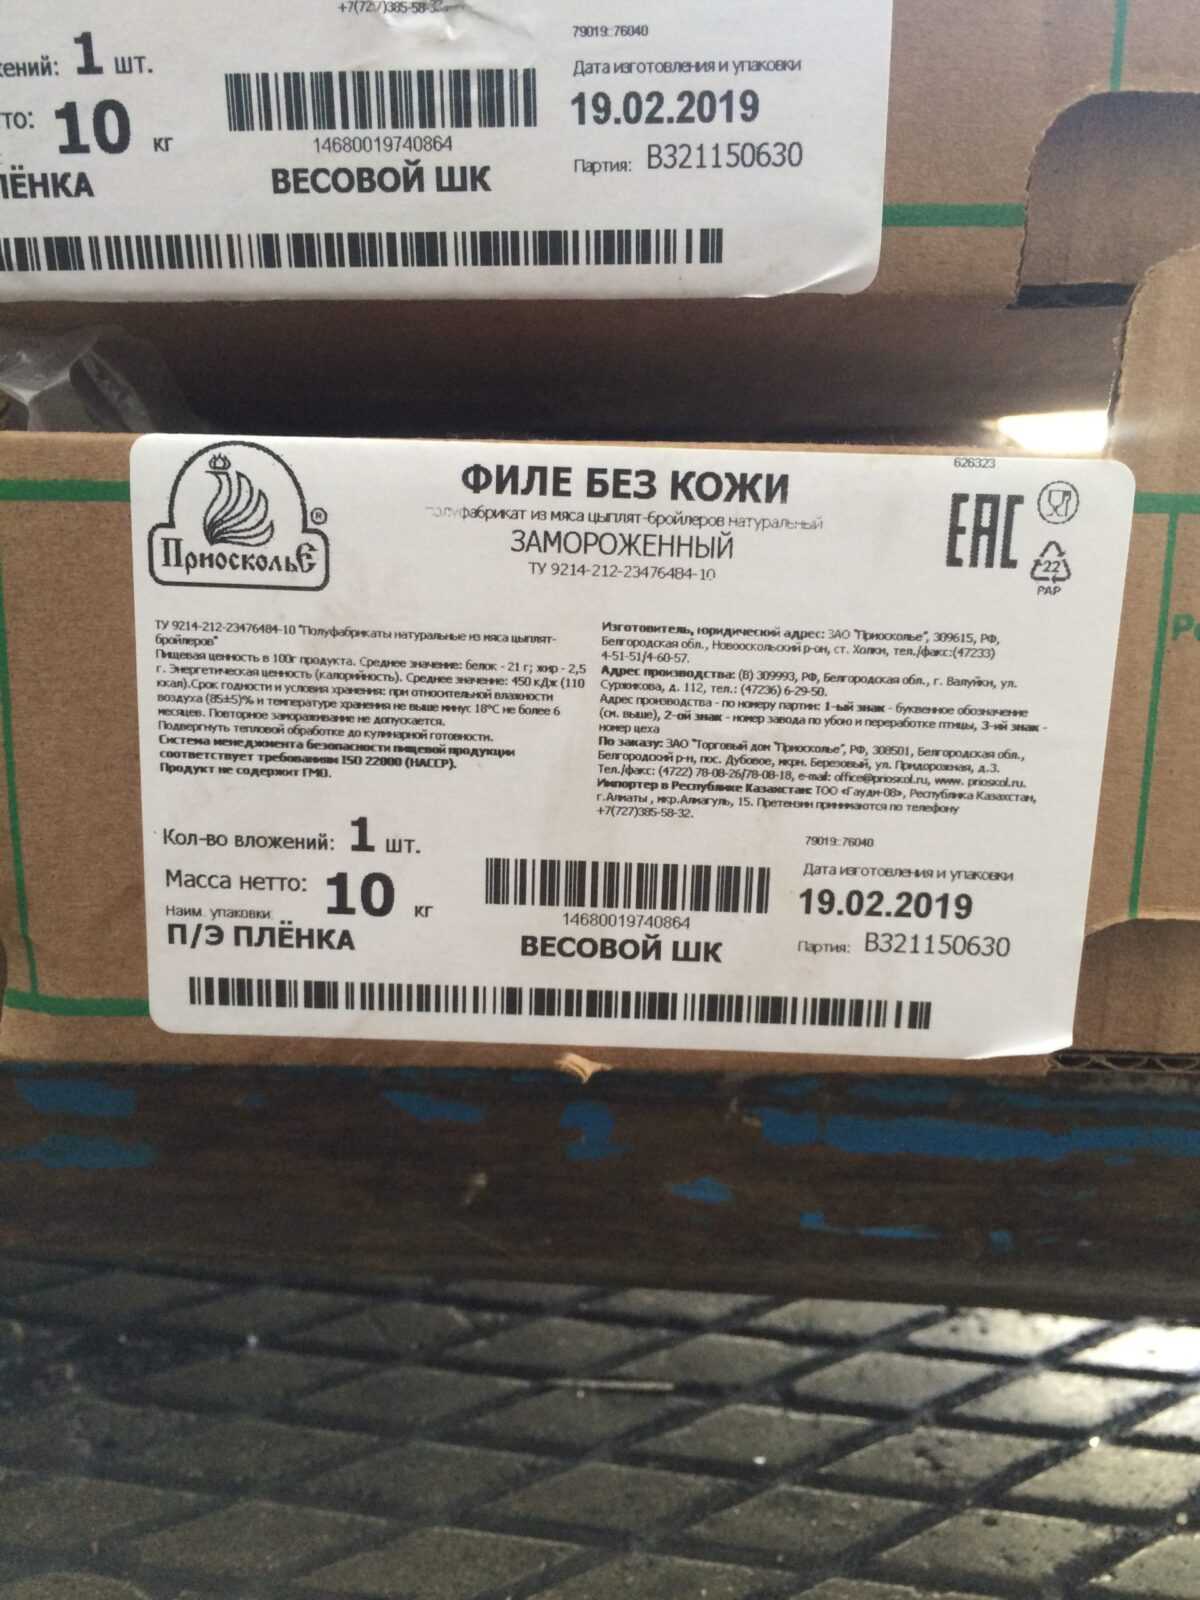 +7(727)385-58-32.
79019::76040
ений: 1 шт.
Дата изготовления и упаковки
то: 10 кг
19.02.2019
14680019740864
Партия: В321150630
ЛЁНКА
ВЕСОВОЙ ШК
626323
ФИЛЕ БЕЗ КОЖИ
полуфабрикат из мяса цыплят-бройлеров натуральный
ЗАМОРОЖЕННЫЙ
ТУ 9214-212-23476484-10
ПриоскольЕ ®
ЕАС
22
PAP
ТУ 9214-212-23476484-10 "Полуфабрикаты натуральные из мяса цыплят-
бройлеров"
Пищевая ценность в 100г продукта. Среднее значение: белок - 21 г; жир - 2,5
г. Энергетическая ценность (калорийность). Среднее значение: 450 кДж (110
ккал).Срок годности и условия хранения: при относительной влажности
воздуха (85±5)% и температуре хранения не выше минус 18°С не более 6
месяцев. Повторное замораживание не допускается.
Подвергнуть тепловой обработке до кулинарной готовности.
Система менеджмента безопасности пищевой продукции
соответствует требованиям ISO 22000 (НАССР).
Продукт не содержит ГМО.
Изготовитель, юридический адрес: ЗАО "Приосколье", 309615, РФ,
Белгородская обл., Новооскольский р-он, ст. Холки, тел./факс:(47233)
4-51-51/4-60-57.
Адрес производства: (В) 309993, РФ, Белгородская обл., г. Валуйки, ул.
Суржикова, д. 112, тел.: (47236) 6-29-50.
Адрес производства - по номеру партии: 1-ый знак - буквенное обозначение
(см. выше), 2-ой знак - номер завода по убою и переработке птицы, 3-ий знак -
номер цеха
По заказу: ЗАО "Торговый дом "Приосколье", РФ, 308501, Белгородская обл.,
Белгородский р-н, пос. Дубовое, мкрн. Березовый, ул. Придорожная, д.3.
Тел./факс: (4722) 78-08-26/78-08-18, e-mail: office@prioskol.ru, www. prioskol.ru.
Импортер в Республике Казахстан: ТОО «Гауди-08», Республика Казахстан,
г.Алматы , мкр.Алмагуль, 15. Претензии принимаются по телефону
+7(727)385-58-32.
Кол-во вложений: 1 шт.
79019::76040
Масса нетто: 10 кг
Дата изготовления и упаковки
19.02.2019
Наим. упаковки:
14680019740864
П/Э ПЛЁНКА
ВЕСОВОЙ ШК
Партия: В321150630